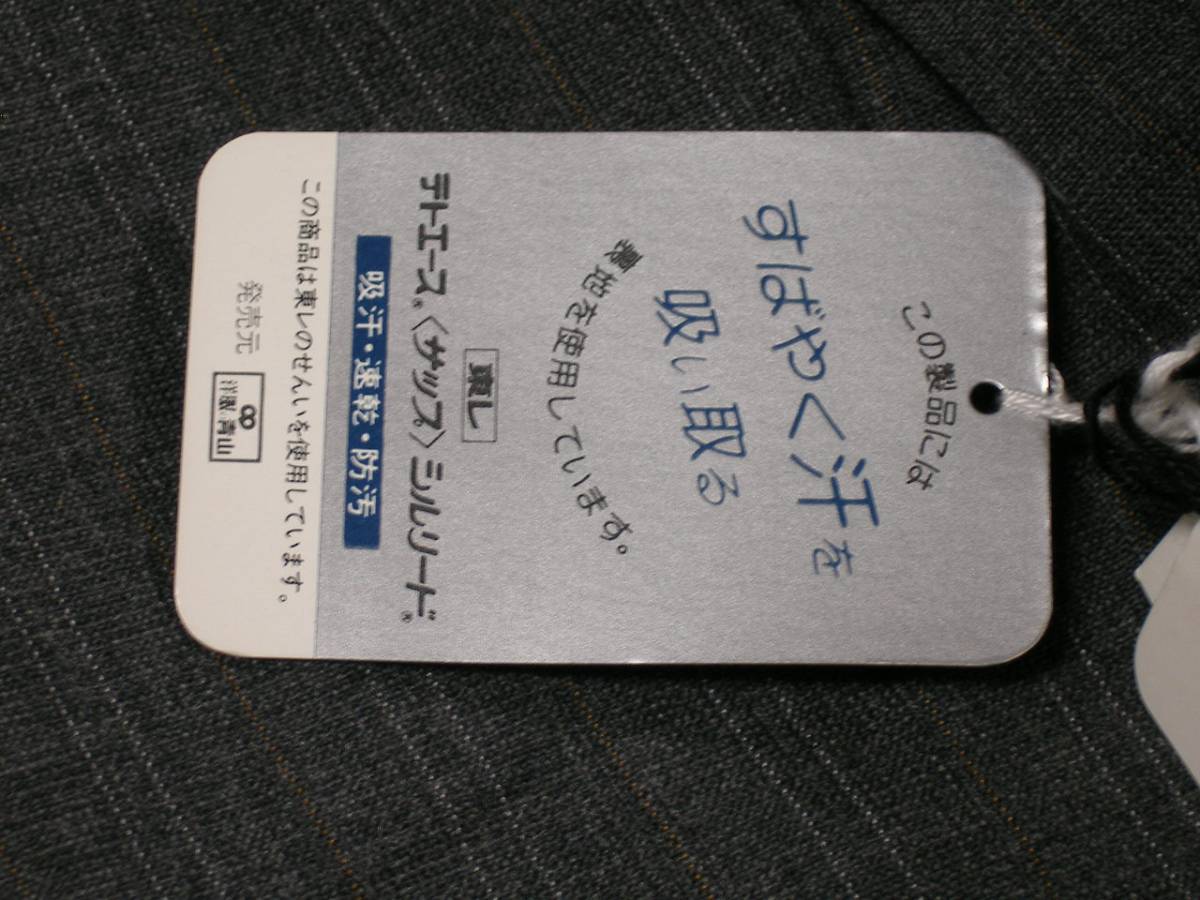 この製品には
すばやく汗を
吸い取る
裏地を使用しています。
東レ
テトエース®〈サップ〉シルリード®
吸汗・速乾・防汚
この商品は東レのせんいを使用しています。
発売元
洋服の青山